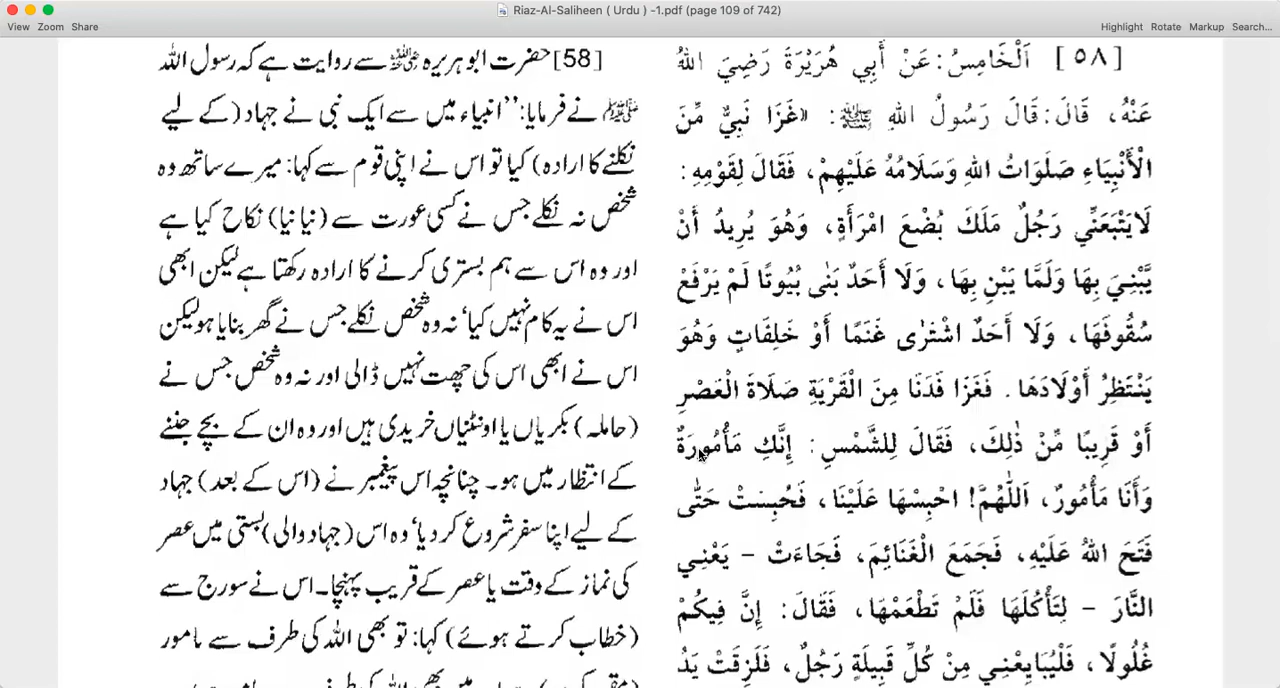 Riaz-Al-Saliheen ( Urdu ) -1.pdf (page 109 of 742)
View Zoom Share
Highlight Rotate Markup Search...
[٥٨] اَلْخَامِسُ: عَنْ أَبِي هُرَيْرَةَ رَضِيَ اللهُ
عَنْهُ، قَالَ: قَالَ رَسُولُ اللهِ ﷺ: «غَزَا نَبِيٌّ مِّنَ
الْأَنْبِيَاءِ صَلَوَاتُ اللهِ وَسَلَامُهُ عَلَيْهِمْ، فَقَالَ لِقَوْمِهِ:
لَايَتْبَعَنِّي رَجُلٌ مَلَكَ بُضْعَ امْرَأَةٍ، وَهُوَ يُرِيدُ أَنْ
يَّبْنِيَ بِهَا وَلَمَّا يَبْنِ بِهَا، وَلَا أَحَدٌ بَنٰى بُيُوتًا لَمْ يَرْفَعْ
سُقُوفَهَا، وَلَا أَحَدٌ اشْتَرٰى غَنَمًا أَوْ خَلِفَاتٍ وَهُوَ
يَنْتَظِرُ أَوْلَادَهَا. فَغَزَا فَدَنَا مِنَ الْقَرْيَةِ صَلَاةَ الْعَصْرِ
أَوْ قَرِيبًا مِّنْ ذٰلِكَ، فَقَالَ لِلشَّمْسِ: إِنَّكِ مَأْمُورَةٌ
وَأَنَا مَأْمُورٌ، اَللّٰهُمَّ! احْبِسْهَا عَلَيْنَا، فَحُبِسَتْ حَتّٰى
فَتَحَ اللهُ عَلَيْهِ، فَجَمَعَ الْغَنَائِمَ، فَجَاءَتْ - يَعْنِي
النَّارَ - لِتَأْكُلَهَا فَلَمْ تَطْعَمْهَا، فَقَالَ: إِنَّ فِيكُمْ
غُلُولًا، فَلْيُبَايِعْنِي مِنْ كُلِّ قَبِيلَةٍ رَجُلٌ، فَلَزِقَتْ يَدُ
[58] حضرت ابو ہریرہ ﷜ سے روایت ہے کہ رسول اللہ
ﷺ نے فرمایا: ’’انبیاء میں سے ایک نبی نے جہاد (کے لیے
نکلنے کا ارادہ) کیا تو اس نے اپنی قوم سے کہا: میرے ساتھ وہ
شخص نہ نکلے جس نے کسی عورت سے (نیا نیا) نکاح کیا ہے
اور وہ اس سے ہم بستری کرنے کا ارادہ رکھتا ہے لیکن ابھی
اس نے یہ کام نہیں کیا‘ نہ وہ شخص نکلے جس نے گھر بنایا ہو لیکن
اس نے ابھی اس کی چھت نہیں ڈالی اور نہ وہ شخص جس نے
(حاملہ) بکریاں یا اونٹنیاں خریدی ہیں اور وہ ان کے بچے جننے
کے انتظار میں ہو۔ چنانچہ اس پیغمبر نے (اس کے بعد) جہاد
کے لیے اپنا سفر شروع کر دیا‘ وہ اس (جہاد والی) بستی میں عصر
کی نماز کے وقت یا عصر کے قریب پہنچا۔ اس نے سورج سے
(خطاب کرتے ہوئے) کہا: تو بھی اللہ کی طرف سے مامور